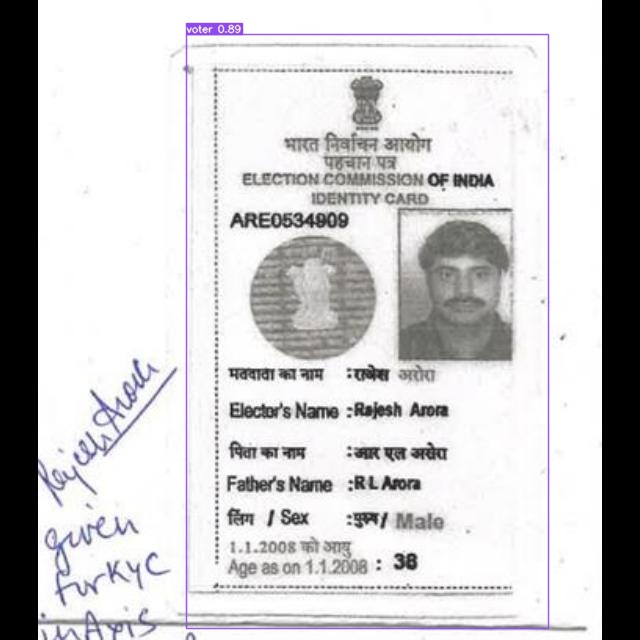 voter 0.89
भारत निर्वाचन आयोग
पहचान पत्र
ELECTION COMMISSION OF INDIA
IDENTITY CARD
ARE0534909
मतदाता का नाम : राजेश अरोरा
Elector's Name : Rajesh Arora
पिता का नाम : आर एल अरोरा
Father's Name : R L Arora
लिंग / Sex : पुरुष / Male
1.1.2008 को आयु
Age as on 1.1.2008 : 38
Rajesh Arora
given
for KYC
in Axis